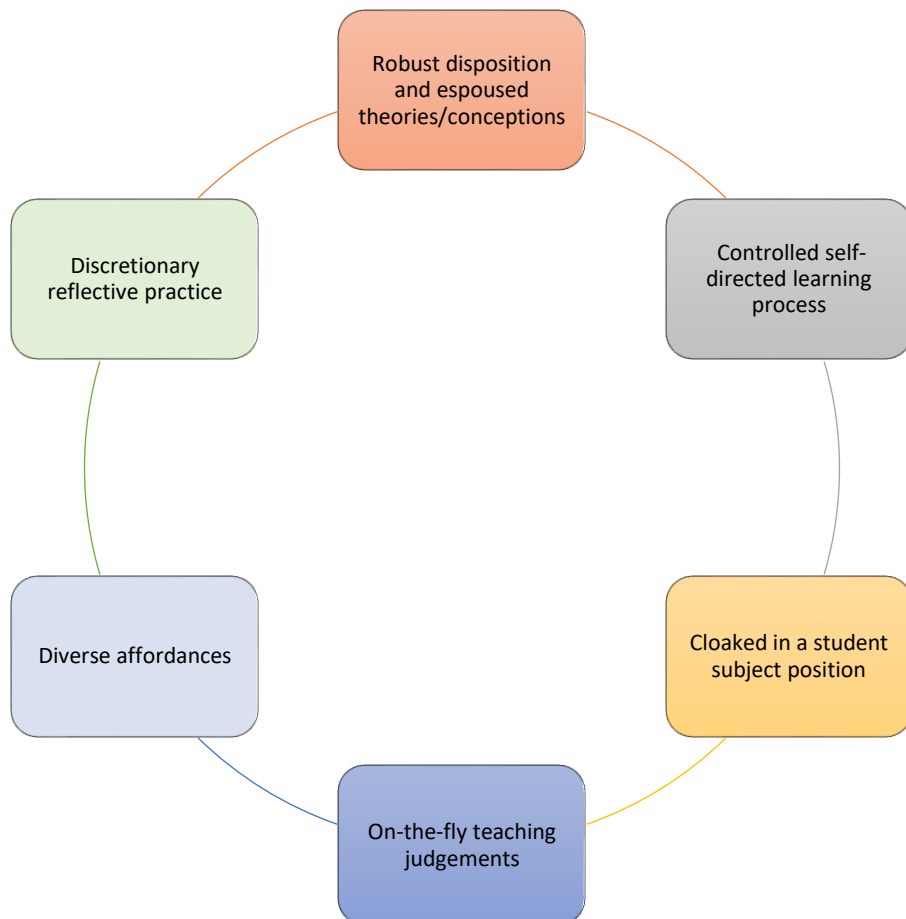 Robust disposition
and espoused
theories/conceptions
Controlled self-
directed learning
process
Cloaked in a student
subject position
On-the-fly teaching
judgements
Diverse affordances
Discretionary
reflective practice